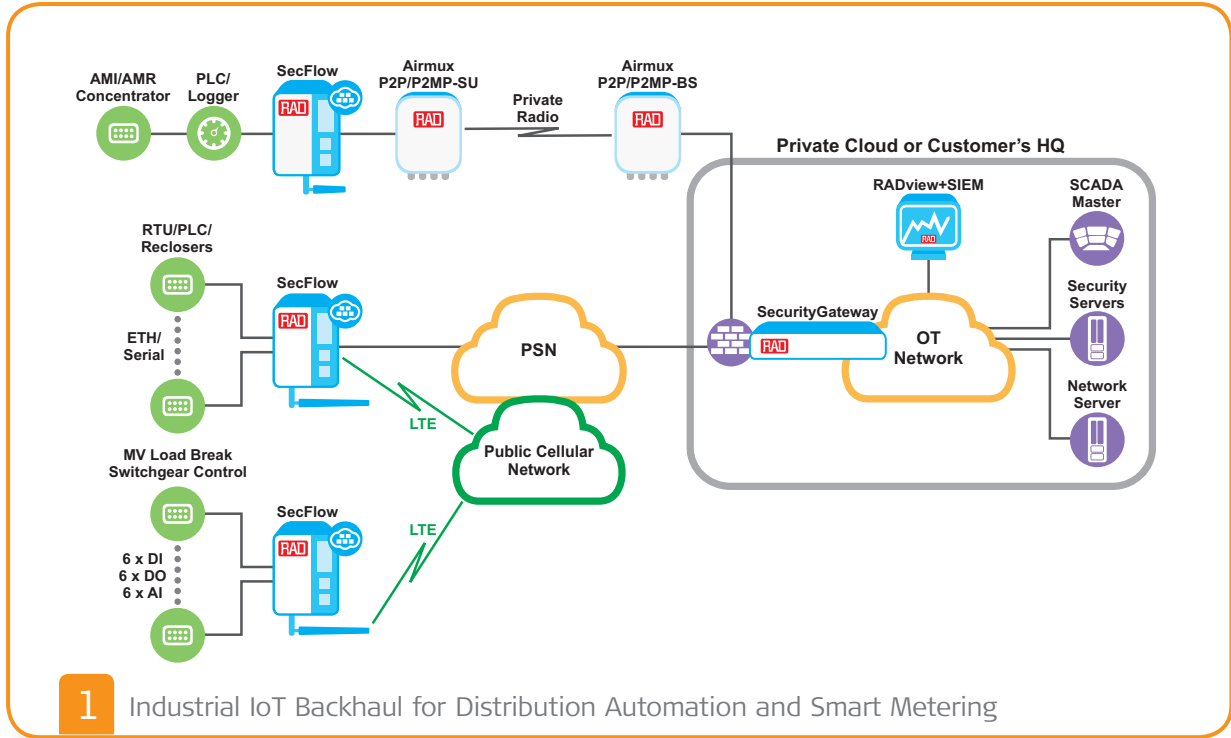 AMI/AMR
Concentrator
PLC/
Logger
SecFlow
RAD
Airmux
P2P/P2MP-SU
RAD
Private
Radio
Airmux
P2P/P2MP-BS
RAD
Private Cloud or Customer's HQ
RADview+SIEM
RAD
SCADA
Master
Security
Servers
Network
Server
SecurityGateway
RAD
OT
Network
RTU/PLC/
Reclosers
ETH/
Serial
SecFlow
RAD
PSN
LTE
Public Cellular
Network
MV Load Break
Switchgear Control
6 x DI
6 x DO
6 x AI
SecFlow
RAD
LTE
1
Industrial IoT Backhaul for Distribution Automation and Smart Metering